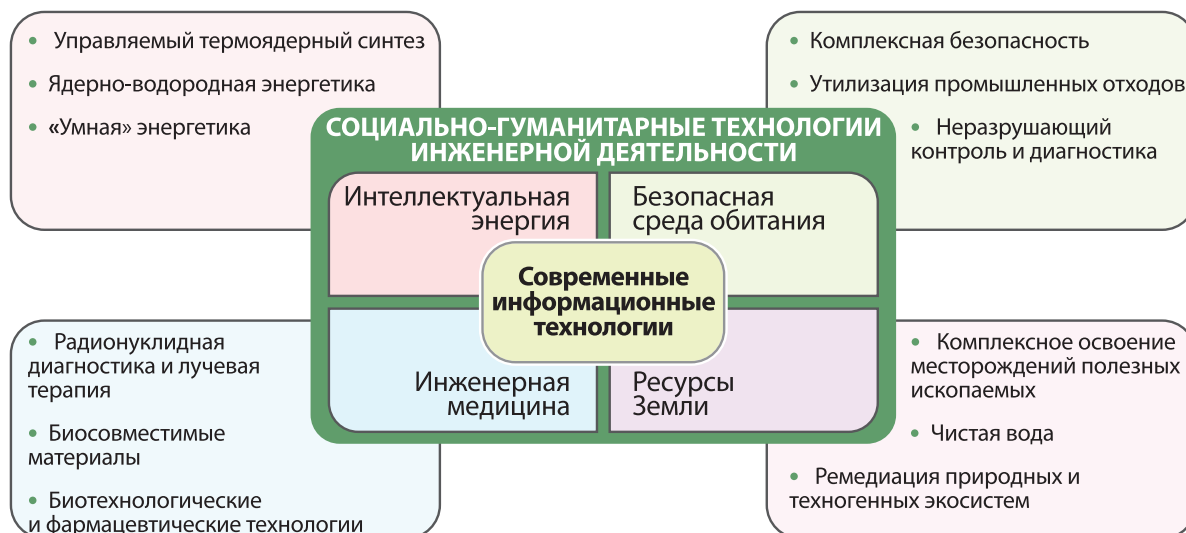 • Управляемый термоядерный синтез
• Ядерно-водородная энергетика
• «Умная» энергетика
• Комплексная безопасность
• Утилизация промышленных отходов
• Неразрушающий
контроль и диагностика
СОЦИАЛЬНО-ГУМАНИТАРНЫЕ ТЕХНОЛОГИИ
ИНЖЕНЕРНОЙ ДЕЯТЕЛЬНОСТИ
Интеллектуальная
энергия
Безопасная
среда обитания
Современные
информационные
технологии
Инженерная
медицина
Ресурсы
Земли
• Радионуклидная
диагностика и лучевая
терапия
• Биосовместимые
материалы
• Биотехнологические
и фармацевтические технологии
• Комплексное освоение
месторождений полезных
ископаемых
• Чистая вода
• Ремедиация природных и
техногенных экосистем